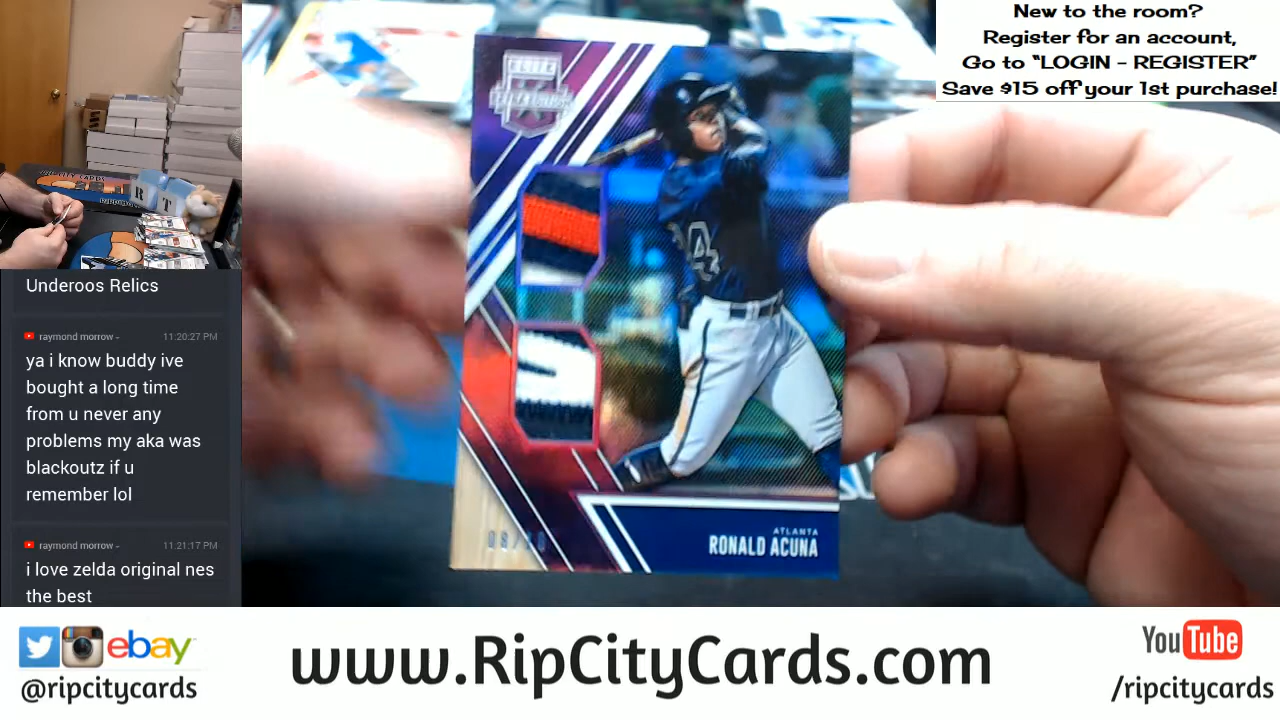 New to the room?
Register for an account,
Go to "LOGIN - REGISTER"
Save $15 off your 1st purchase!
ELITE
EXTRA EDITION
ATLANTA
RONALD ACUNA
Underoos Relics
raymond morrow - 11:20:27 PM
ya i know buddy ive
bought a long time
from u never any
problems my aka was
blackoutz if u
remember lol
raymond morrow - 11:21:17 PM
i love zelda original nes
the best
ebay
@ripcitycards
www.RipCityCards.com
YouTube
/ripcitycards